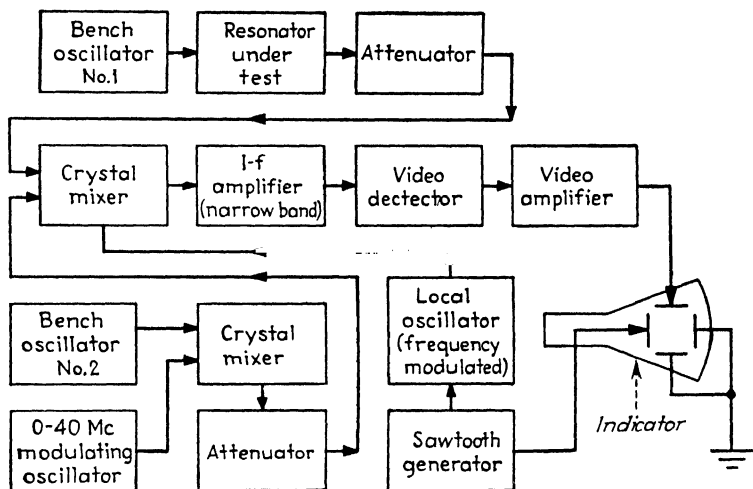 Bench
oscillator
No.1
Resonator
under
test
Attenuator
Crystal
mixer
I-f
amplifier
(narrow band)
Video
dectector
Video
amplifier
Bench
oscillator
No.2
Crystal
mixer
Local
oscillator
(frequency
modulated)
0-40 Mc
modulating
oscillator
Attenuator
Sawtooth
generator
Indicator